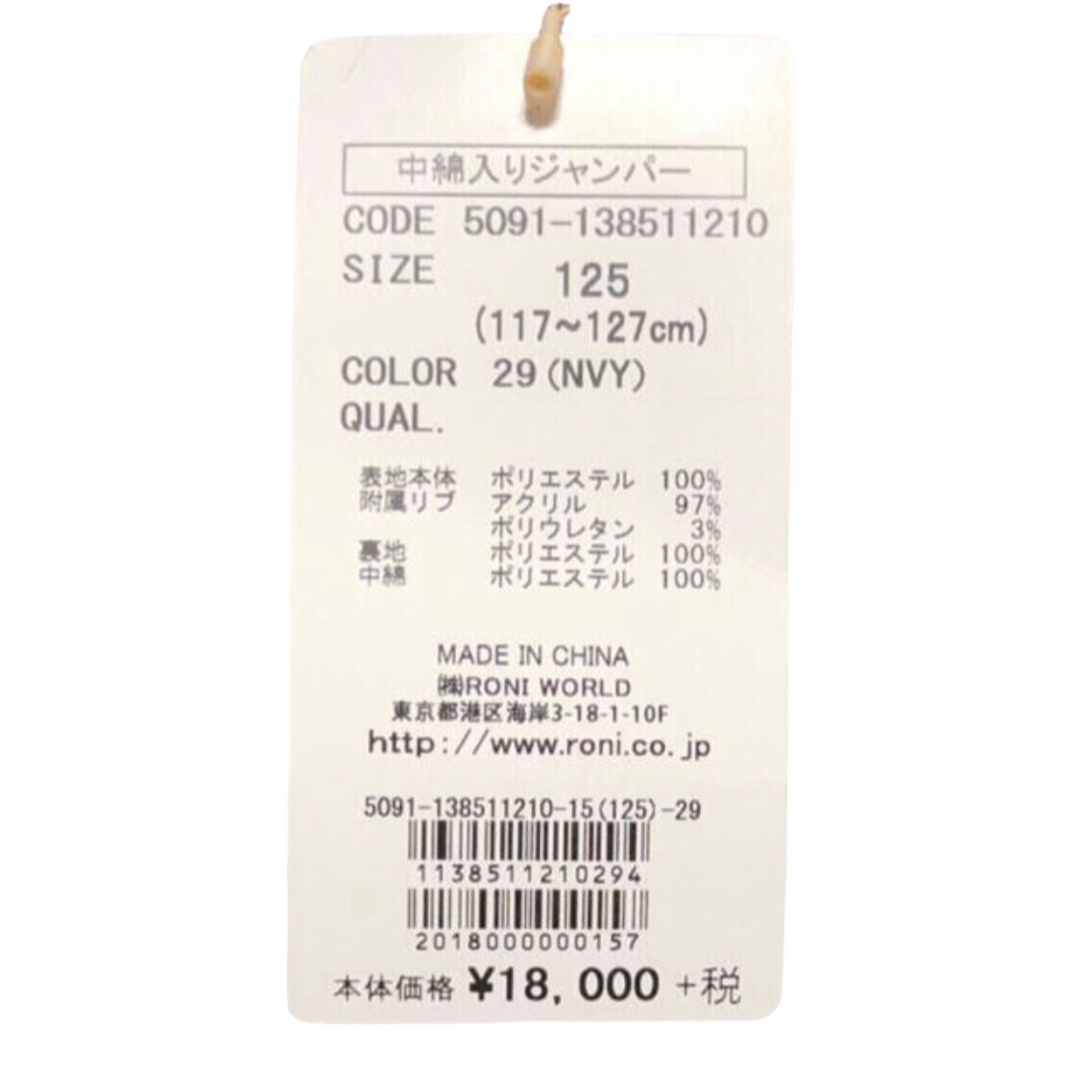 中綿入りジャンパー
CODE 5091-138511210
SIZE 125
(117~127cm)
COLOR 29(NVY)
QUAL.
表地本体 ポリエステル 100%
附属リブ アクリル 97%
ポリウレタン 3%
裏地 ポリエステル 100%
中綿 ポリエステル 100%
MADE IN CHINA
㈱RONI WORLD
東京都港区海岸3-18-1-10F
http://www.roni.co.jp
5091-138511210-15(125)-29
1138511210294
2018000000157
本体価格 ¥18,000 +税